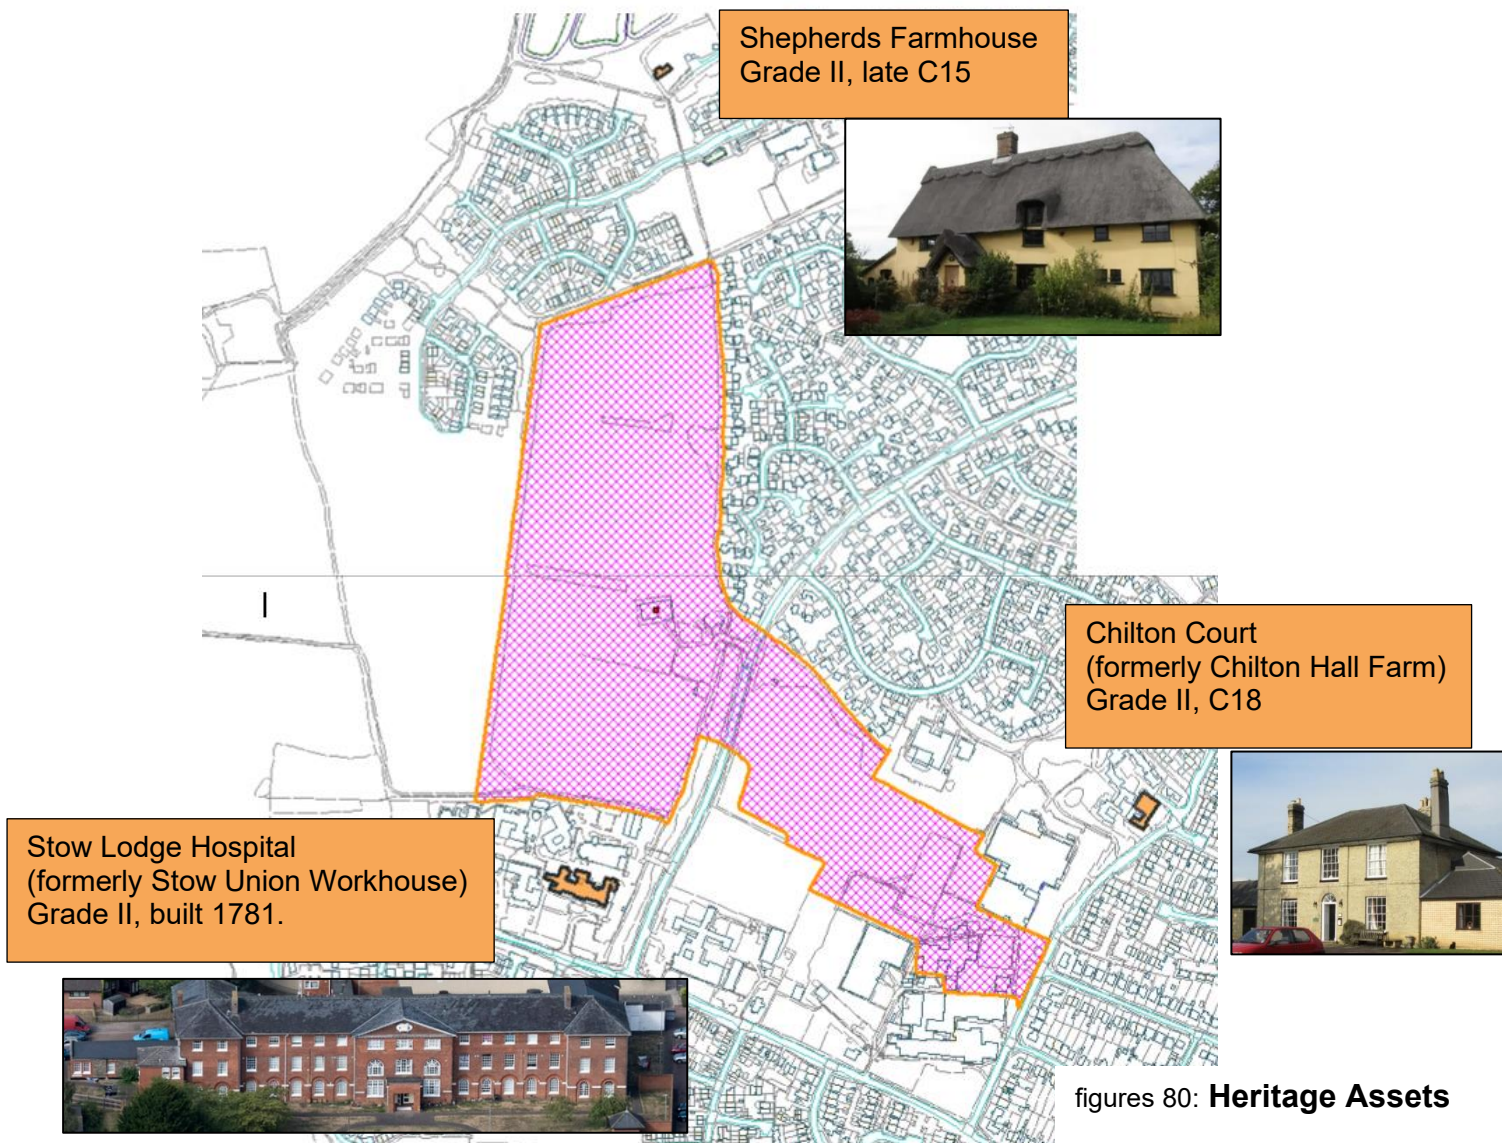 Shepherds Farmhouse
Grade II, late C15
Chilton Court
(formerly Chilton Hall Farm)
Grade II, C18
Stow Lodge Hospital
(formerly Stow Union Workhouse)
Grade II, built 1781.
figures 80: Heritage Assets